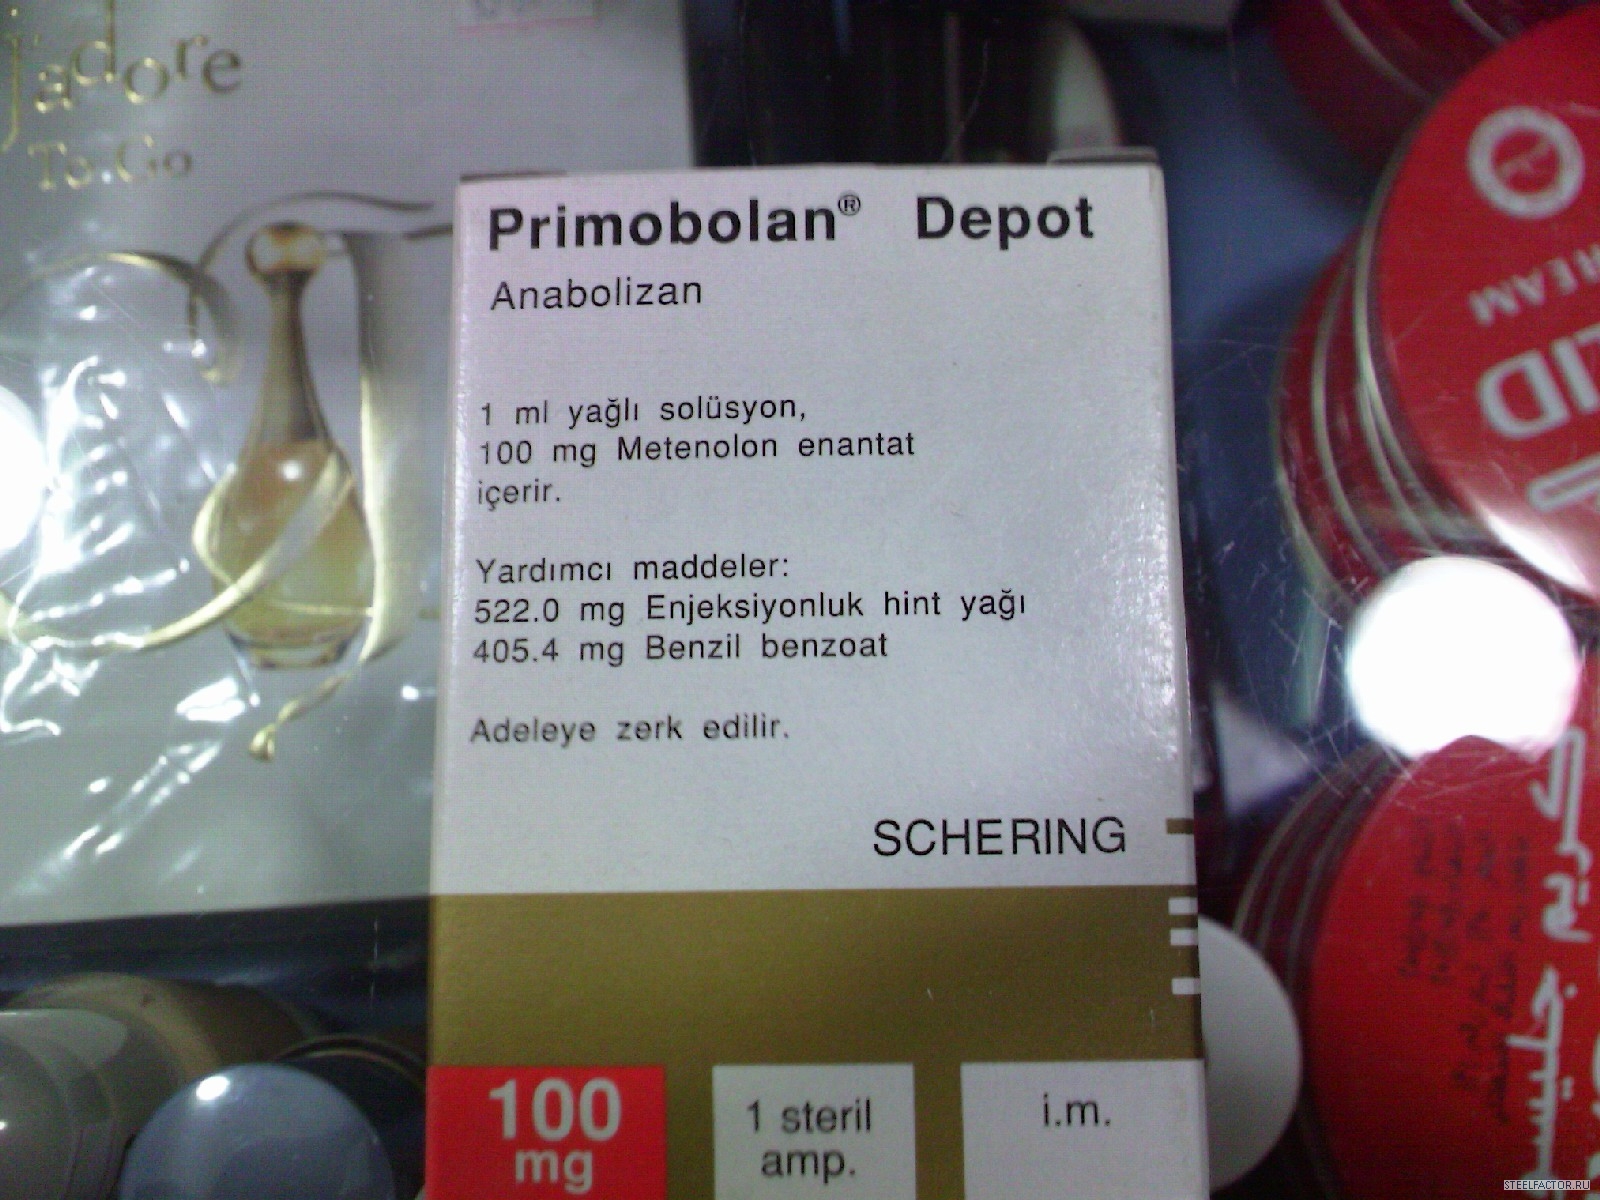 J'adore
To.Go
Primobolan® Depot
Anabolizan
1 ml yağlı solüsyon,
100 mg Metenolon enantat
içerir.
Yardımcı maddeler:
522.0 mg Enjeksiyonluk hint yağı
405.4 mg Benzil benzoat
Adeleye zerk edilir.
SCHERING
100
mg
1 steril
amp.
i.m.
كريم
STEELFACTOR.RU